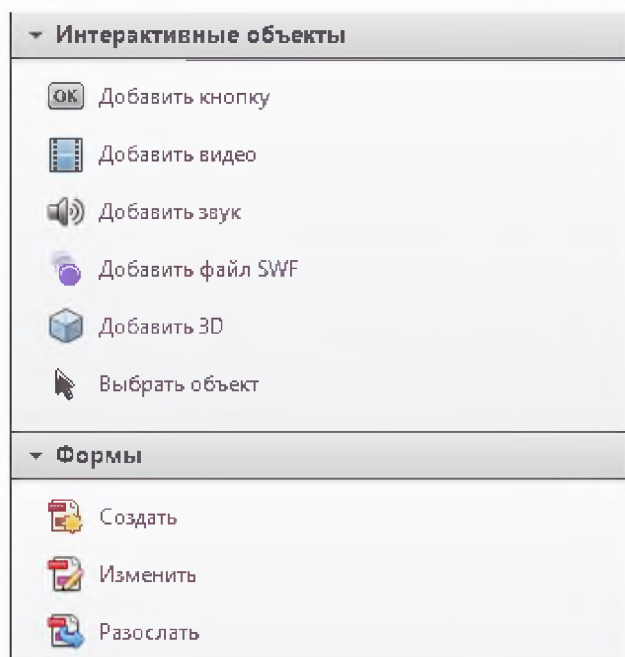 Интерактивные объекты
OK Добавить кнопку
Добавить видео
Добавить звук
Добавить файл SWF
Добавить 3D
Выбрать объект
Формы
Создать
Изменить
Разослать